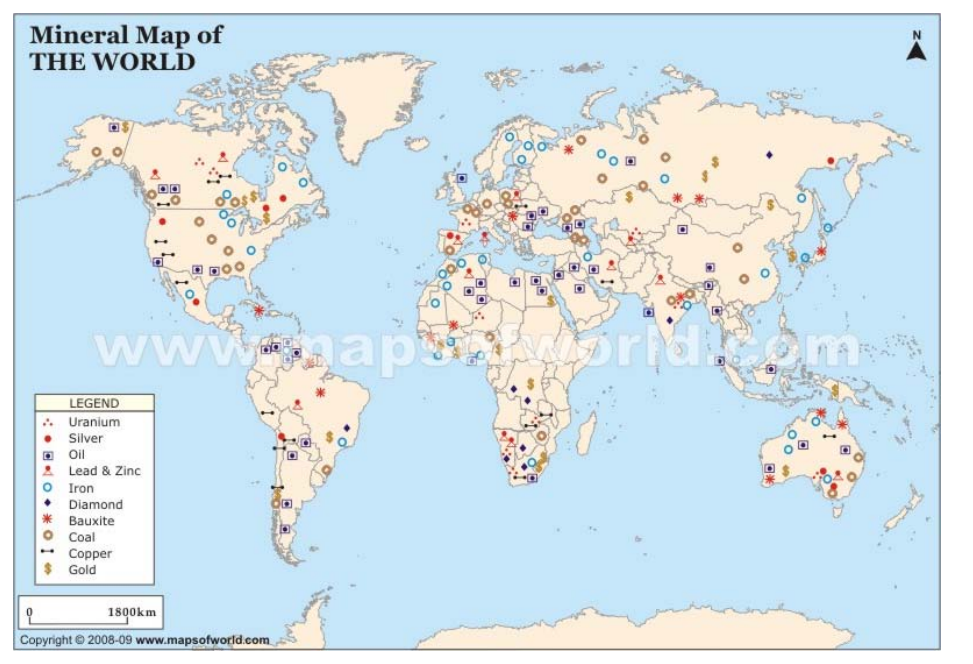 Mineral Map of
THE WORLD
N
www.mapsofworld.com
LEGEND
Uranium
Silver
Oil
Lead & Zinc
Iron
Diamond
Bauxite
Coal
Copper
Gold
0 1800km
Copyright © 2008-09 www.mapsofworld.com